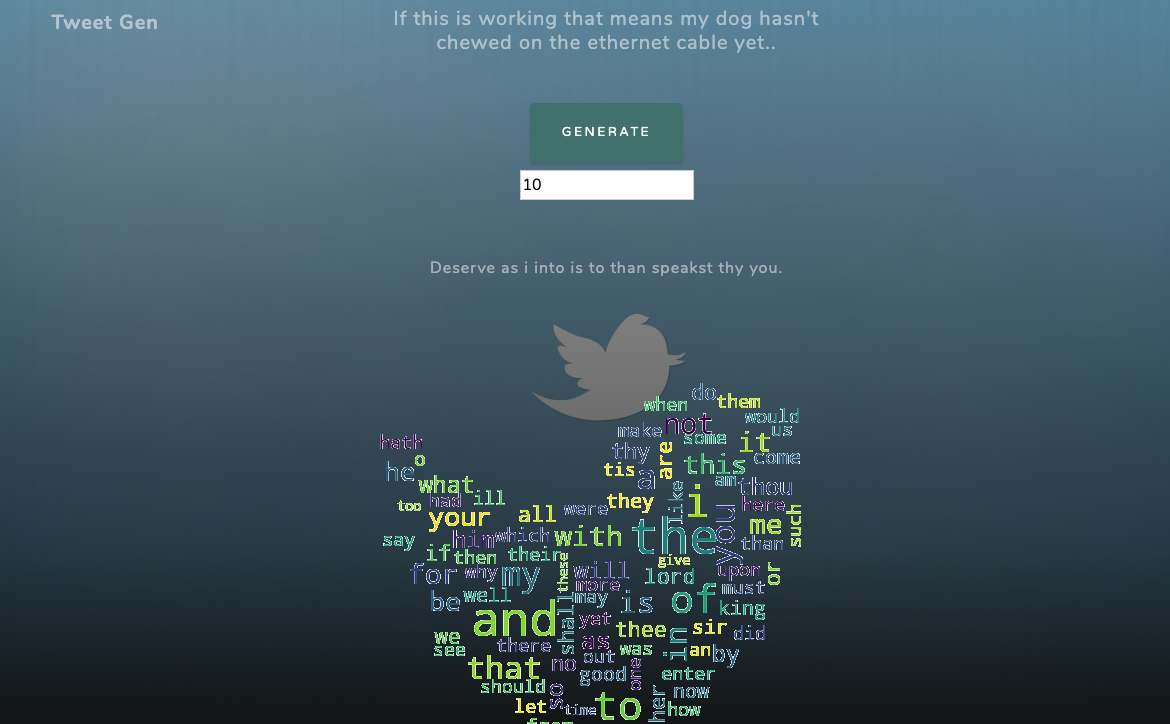 Tweet Gen
If this is working that means my dog hasn't
chewed on the ethernet cable yet..
GENERATE
10
Deserve as i into is to than speakst thy you.
do
when
them
would
make
not
us
hath
some
it
o
thy
are
he
tis
this
come
what
a
am
thou
too
had
ill
they
like
i
here
your
all
were
you
me
such
say
him
which
with
the
than
if
then
their
give
for
why
my
these
will
lord
upon
or
more
must
be
well
may
is
of
king
and
shall
yet
thee
in
sir
did
we
there
as
was
an
by
see
out
that
no
one
good
enter
should
so
her
now
let
time
to
how
from